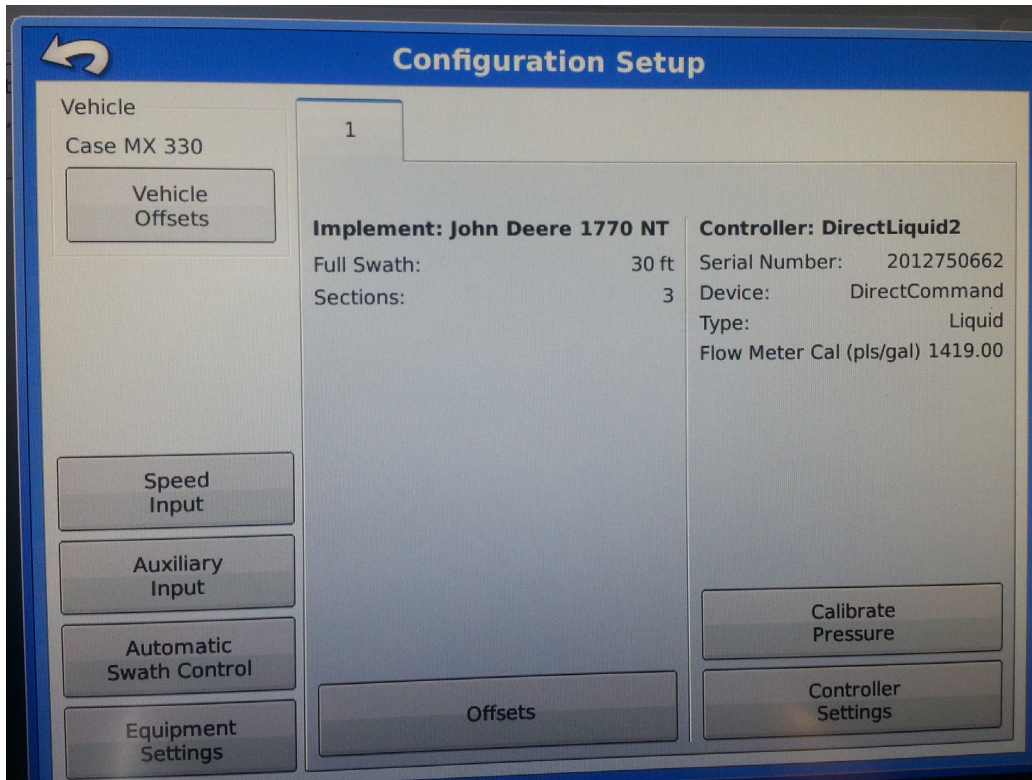 Configuration Setup
Vehicle
Case MX 330
Vehicle
Offsets
1
Implement: John Deere 1770 NT
Full Swath: 30 ft
Sections: 3
Controller: DirectLiquid2
Serial Number: 2012750662
Device: DirectCommand
Type: Liquid
Flow Meter Cal (pls/gal) 1419.00
Speed
Input
Auxiliary
Input
Automatic
Swath Control
Equipment
Settings
Offsets
Calibrate
Pressure
Controller
Settings